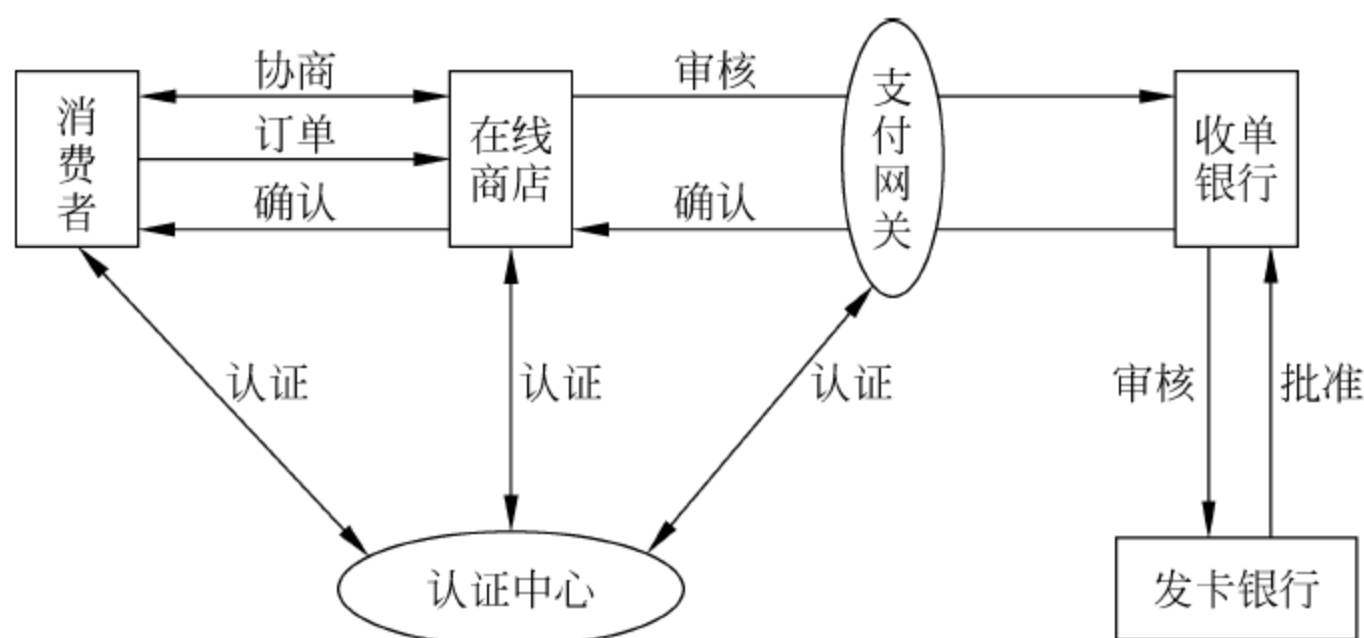 协商
审核
消费者
订单
在线
商店
支付网关
收单
银行
确认
确认
认证
认证
认证
审核
批准
认证中心
发卡银行